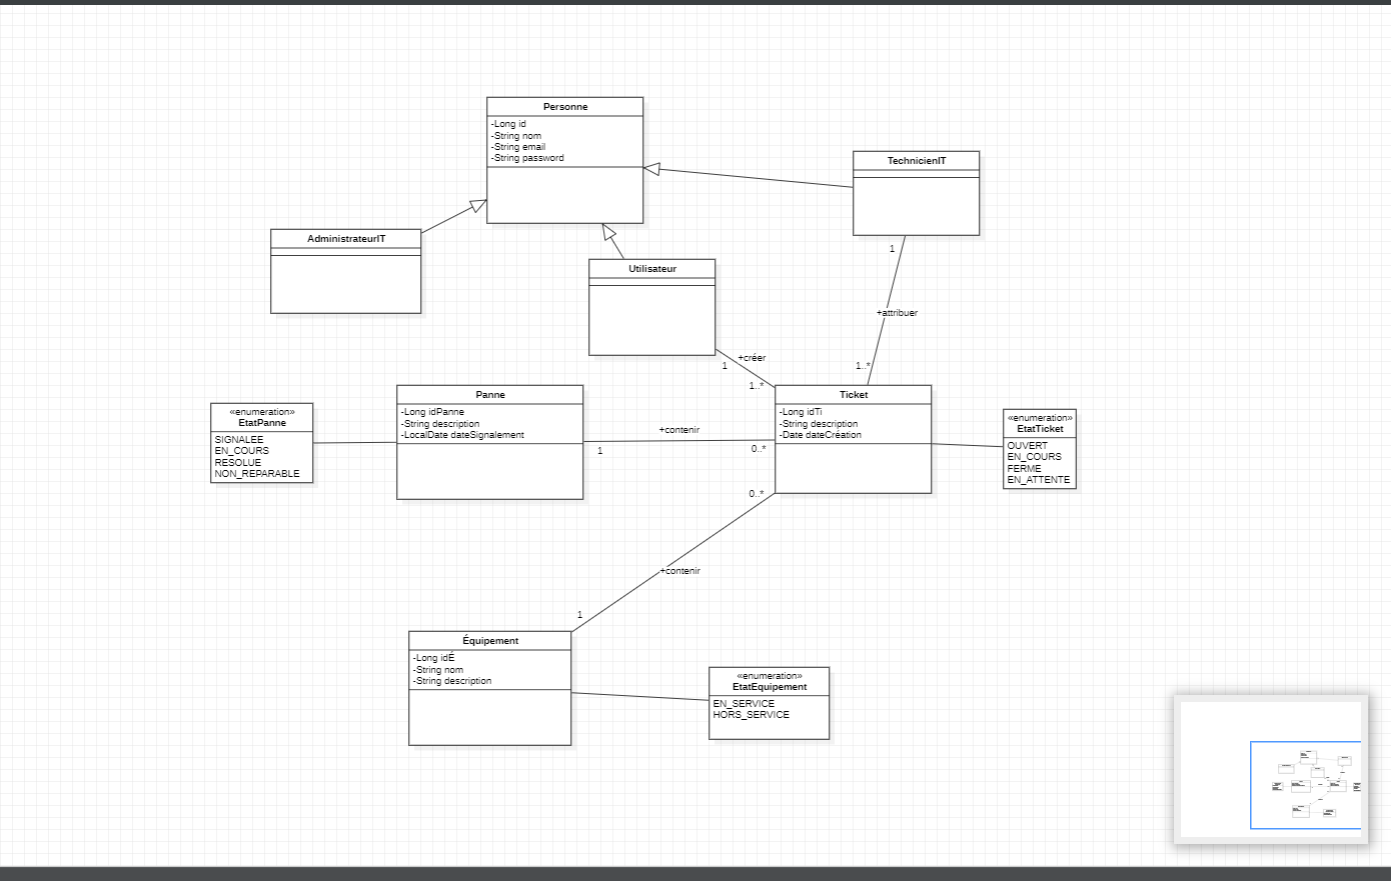 Personne
-Long id
-String nom
-String email
-String password
TechnicienIT
AdministrateurIT
Utilisateur
1
+attribuer
1..*
+créer
1
1..*
«enumeration»
EtatPanne
SIGNALEE
EN_COURS
RESOLUE
NON_REPARABLE
Panne
-Long idPanne
-String description
-LocalDate dateSignalement
+contenir
1
0..*
Ticket
-Long idTi
-String description
-Date dateCréation
«enumeration»
EtatTicket
OUVERT
EN_COURS
FERME
EN_ATTENTE
0..*
+contenir
1
Équipement
-Long idÉ
-String nom
-String description
«enumeration»
EtatEquipement
EN_SERVICE
HORS_SERVICE